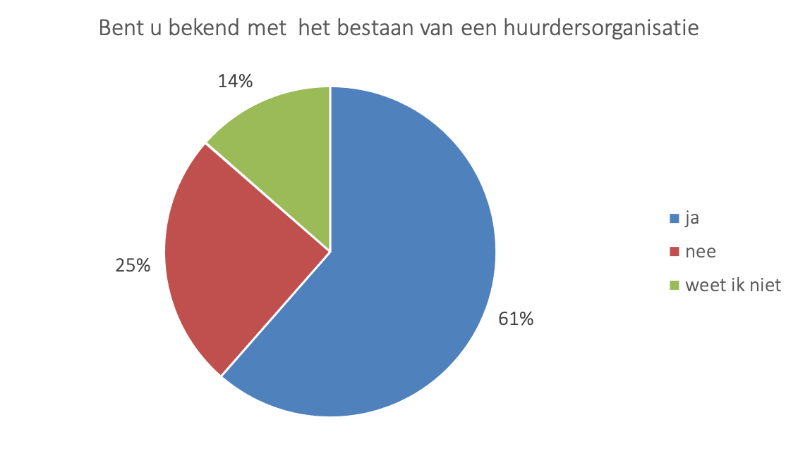 Bent u bekend met  het bestaan van een huurdersorganisatie
14%
25%
61%
ja
nee
weet ik niet